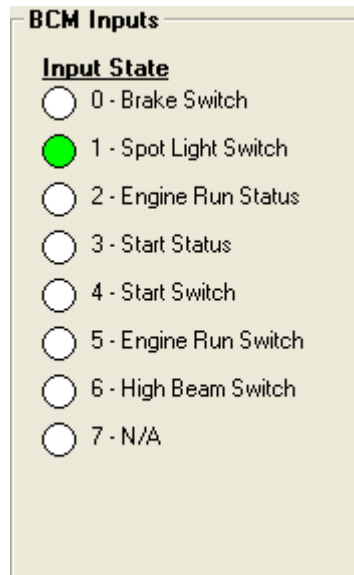 BCM Inputs
Input State
0 - Brake Switch
1 - Spot Light Switch
2 - Engine Run Status
3 - Start Status
4 - Start Switch
5 - Engine Run Switch
6 - High Beam Switch
7 - N/A